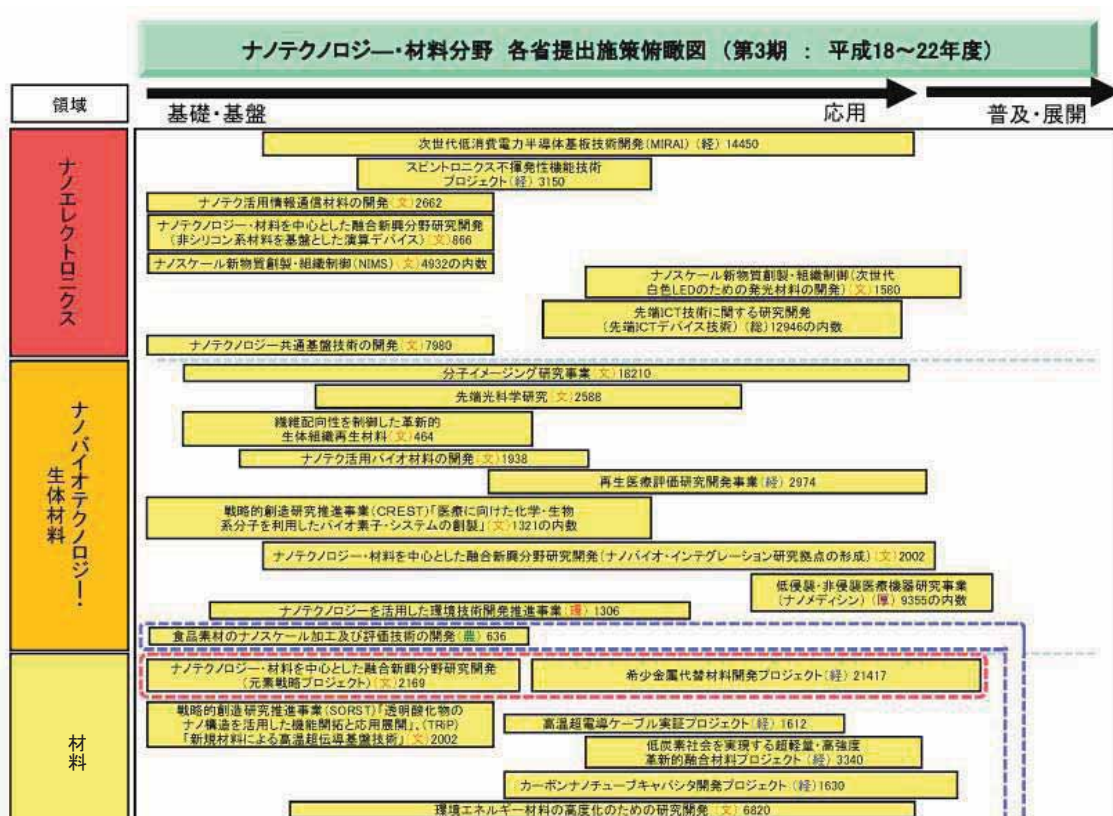 ナノテクノロジー・材料分野 各省提出施策俯瞰図 (第3期 : 平成18～22年度)
領域
基礎・基盤
応用
普及・展開
ナノエレクトロニクス
次世代低消費電力半導体基板技術開発(MIRAI) (経) 14450
スピントロニクス不揮発性機能技術
プロジェクト(経) 3150
ナノテク活用情報通信材料の開発(文)2662
ナノテクノロジー・材料を中心とした融合新興分野研究開発
(非シリコン系材料を基盤とした演算デバイス)(文)866
ナノスケール新物質創製・組織制御(NIMS)(文)4932の内数
ナノスケール新物質創製・組織制御(次世代
白色LEDのための発光材料の開発)(文)1580
先端ICT技術に関する研究開発
(先端ICTデバイス技術) (総)12946の内数
ナノテクノロジー共通基盤技術の開発(文)7980
ナノバイオテクノロジー・
生体材料
分子イメージング研究事業(文)18210
先端光科学研究(文)2588
繊維配向性を制御した革新的
生体組織再生材料(文)464
ナノテク活用バイオ材料の開発(文)1938
再生医療評価研究開発事業(経) 2974
戦略的創造研究推進事業(CREST)「医療に向けた化学・生物
系分子を利用したバイオ素子・システムの創製」(文)1321の内数
ナノテクノロジー・材料を中心とした融合新興分野研究開発(ナノバイオ・インテグレーション研究拠点の形成)(文)2002
低侵襲・非侵襲医療機器研究事業
(ナノメディシン) (厚) 9355の内数
ナノテクノロジーを活用した環境技術開発推進事業(環) 1306
食品素材のナノスケール加工及び評価技術の開発(農) 636
材料
ナノテクノロジー・材料を中心とした融合新興分野研究開発
(元素戦略プロジェクト)(文)2169
希少金属代替材料開発プロジェクト(経) 21417
戦略的創造研究推進事業(SORST)「透明酸化物の
ナノ構造を活用した機能開拓と応用展開」、(TRiP)
「新規材料による高温超伝導基盤技術」(文)2002
高温超電導ケーブル実証プロジェクト(経) 1612
低炭素社会を実現する超軽量・高強度
革新的融合材料プロジェクト(経) 3340
カーボンナノチューブキャパシタ開発プロジェクト(経)1630
環境エネルギー材料の高度化のための研究開発(文) 6820